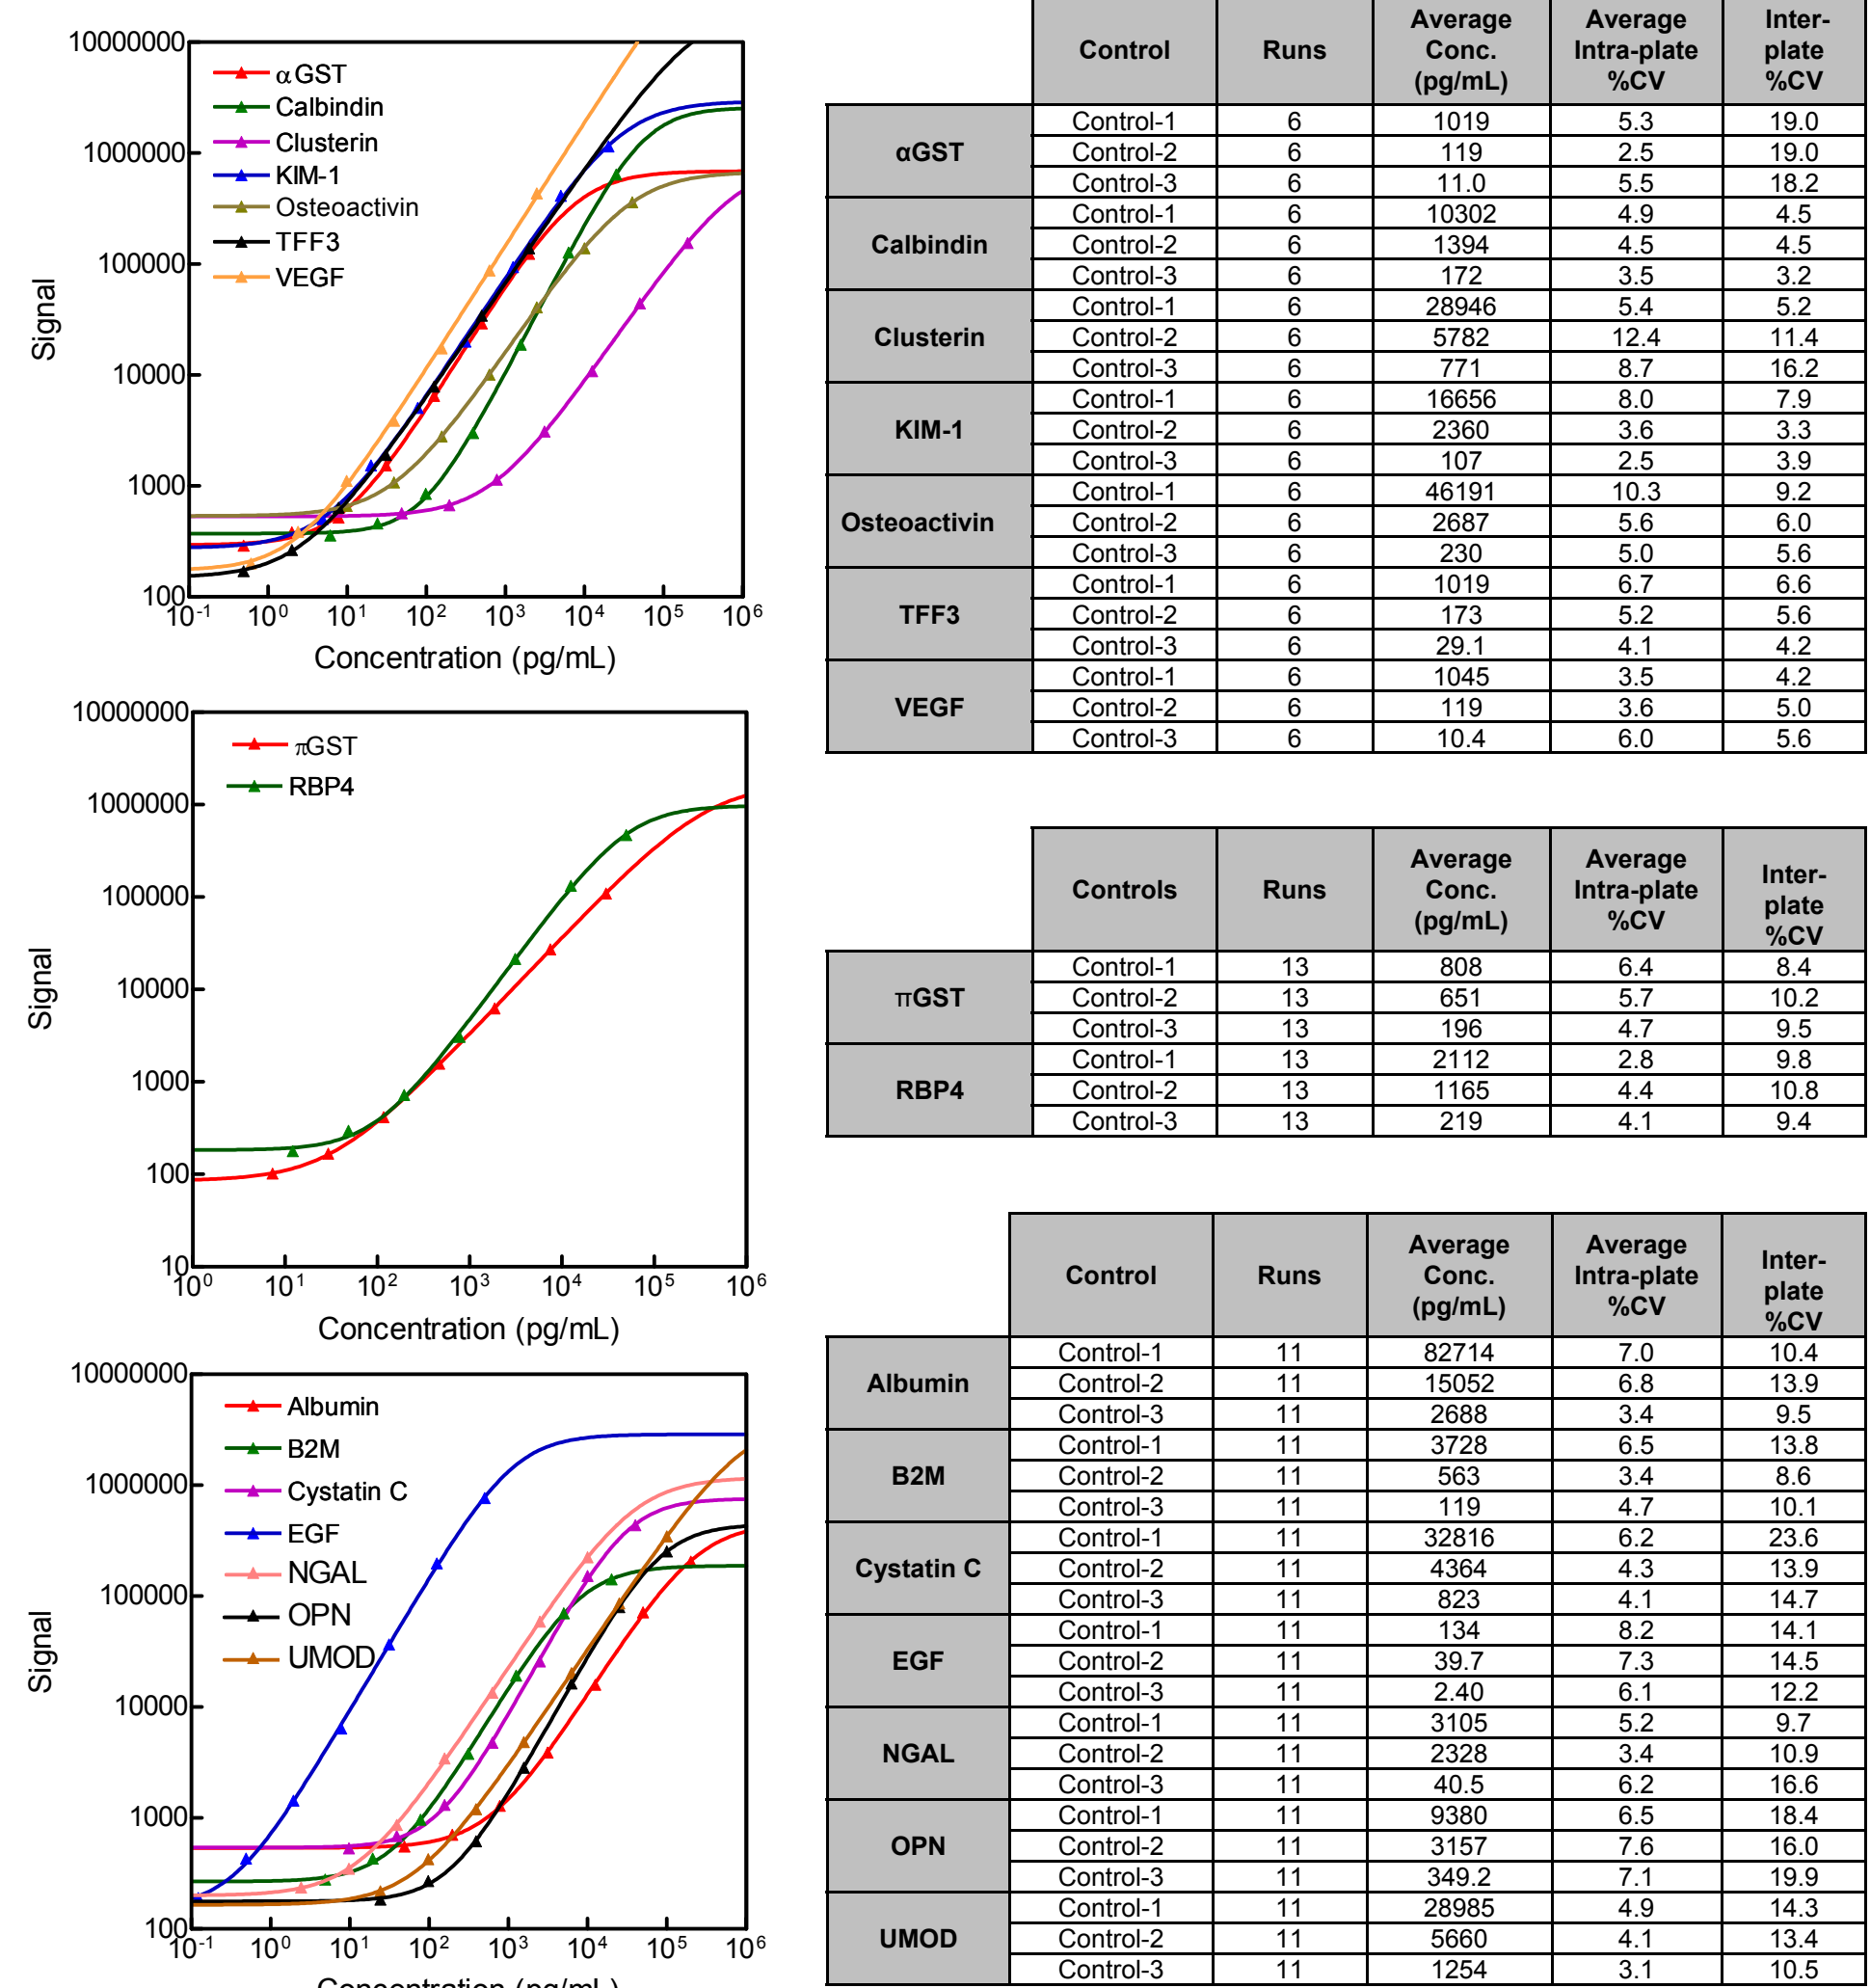 10000000
1000000
100000
10000
1000
100
Signal
αGST
Calbindin
Clusterin
KIM-1
Osteoactivin
TFF3
VEGF
10⁻¹ 10⁰ 10¹ 10² 10³ 10⁴ 10⁵ 10⁶
Concentration (pg/mL)
Control Runs Average Conc. (pg/mL) Average Intra-plate %CV Inter-plate %CV
αGST
Control-1 6 1019 5.3 19.0
Control-2 6 119 2.5 19.0
Control-3 6 11.0 5.5 18.2
Calbindin
Control-1 6 10302 4.9 4.5
Control-2 6 1394 4.5 4.5
Control-3 6 172 3.5 3.2
Clusterin
Control-1 6 28946 5.4 5.2
Control-2 6 5782 12.4 11.4
Control-3 6 771 8.7 16.2
KIM-1
Control-1 6 16656 8.0 7.9
Control-2 6 2360 3.6 3.3
Control-3 6 107 2.5 3.9
Osteoactivin
Control-1 6 46191 10.3 9.2
Control-2 6 2687 5.6 6.0
Control-3 6 230 5.0 5.6
TFF3
Control-1 6 1019 6.7 6.6
Control-2 6 173 5.2 5.6
Control-3 6 29.1 4.1 4.2
VEGF
Control-1 6 1045 3.5 4.2
Control-2 6 119 3.6 5.0
Control-3 6 10.4 6.0 5.6
10000000
1000000
100000
10000
1000
100
10
Signal
πGST
RBP4
10⁰ 10¹ 10² 10³ 10⁴ 10⁵ 10⁶
Concentration (pg/mL)
Controls Runs Average Conc. (pg/mL) Average Intra-plate %CV Inter-plate %CV
πGST
Control-1 13 808 6.4 8.4
Control-2 13 651 5.7 10.2
Control-3 13 196 4.7 9.5
RBP4
Control-1 13 2112 2.8 9.8
Control-2 13 1165 4.4 10.8
Control-3 13 219 4.1 9.4
10000000
1000000
100000
10000
1000
100
Signal
Albumin
B2M
Cystatin C
EGF
NGAL
OPN
UMOD
10⁻¹ 10⁰ 10¹ 10² 10³ 10⁴ 10⁵ 10⁶
Concentration (pg/mL)
Control Runs Average Conc. (pg/mL) Average Intra-plate %CV Inter-plate %CV
Albumin
Control-1 11 82714 7.0 10.4
Control-2 11 15052 6.8 13.9
Control-3 11 2688 3.4 9.5
B2M
Control-1 11 3728 6.5 13.8
Control-2 11 563 3.4 8.6
Control-3 11 119 4.7 10.1
Cystatin C
Control-1 11 32816 6.2 23.6
Control-2 11 4364 4.3 13.9
Control-3 11 823 4.1 14.7
EGF
Control-1 11 134 8.2 14.1
Control-2 11 39.7 7.3 14.5
Control-3 11 2.40 6.1 12.2
NGAL
Control-1 11 3105 5.2 9.7
Control-2 11 2328 3.4 10.9
Control-3 11 40.5 6.2 16.6
OPN
Control-1 11 9380 6.5 18.4
Control-2 11 3157 7.6 16.0
Control-3 11 349.2 7.1 19.9
UMOD
Control-1 11 28985 4.9 14.3
Control-2 11 5660 4.1 13.4
Control-3 11 1254 3.1 10.5